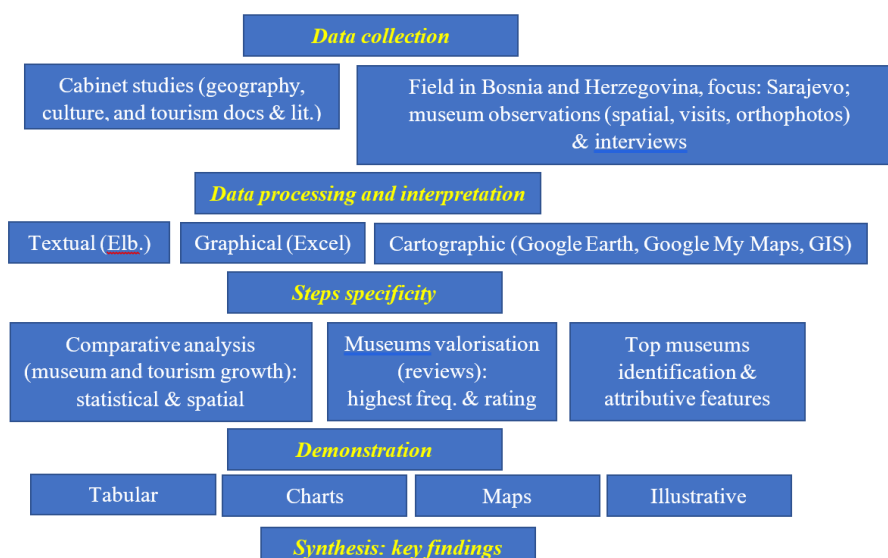 Data collection
Cabinet studies (geography,
culture, and tourism docs & lit.)
Field in Bosnia and Herzegovina, focus: Sarajevo;
museum observations (spatial, visits, orthophotos)
& interviews
Data processing and interpretation
Textual (Elb.)
Graphical (Excel)
Cartographic (Google Earth, Google My Maps, GIS)
Steps specificity
Comparative analysis
(museum and tourism growth):
statistical & spatial
Museums valorisation
(reviews):
highest freq. & rating
Top museums
identification &
attributive features
Demonstration
Tabular
Charts
Maps
Illustrative
Synthesis: key findings